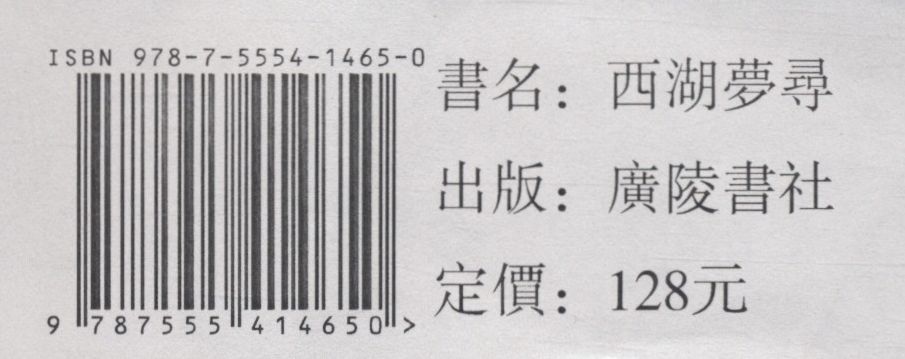 ISBN 978-7-5554-1465-0
9 787555 414650 >
書名：西湖夢尋
出版：廣陵書社
定價：128元